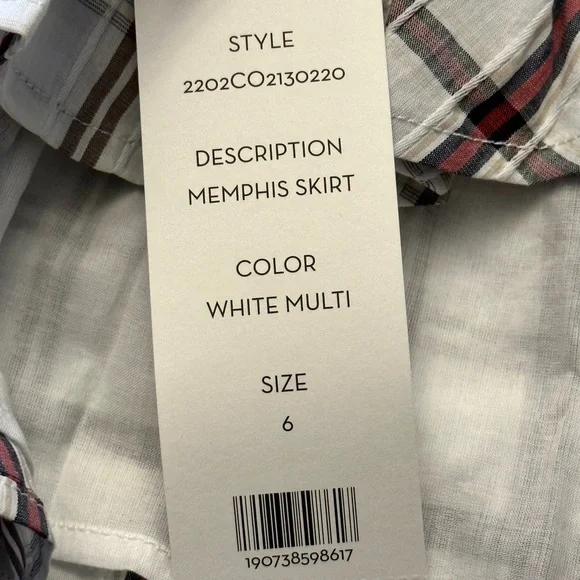 STYLE
2202CO2130220
DESCRIPTION
MEMPHIS SKIRT
COLOR
WHITE MULTI
SIZE
6
190738598617